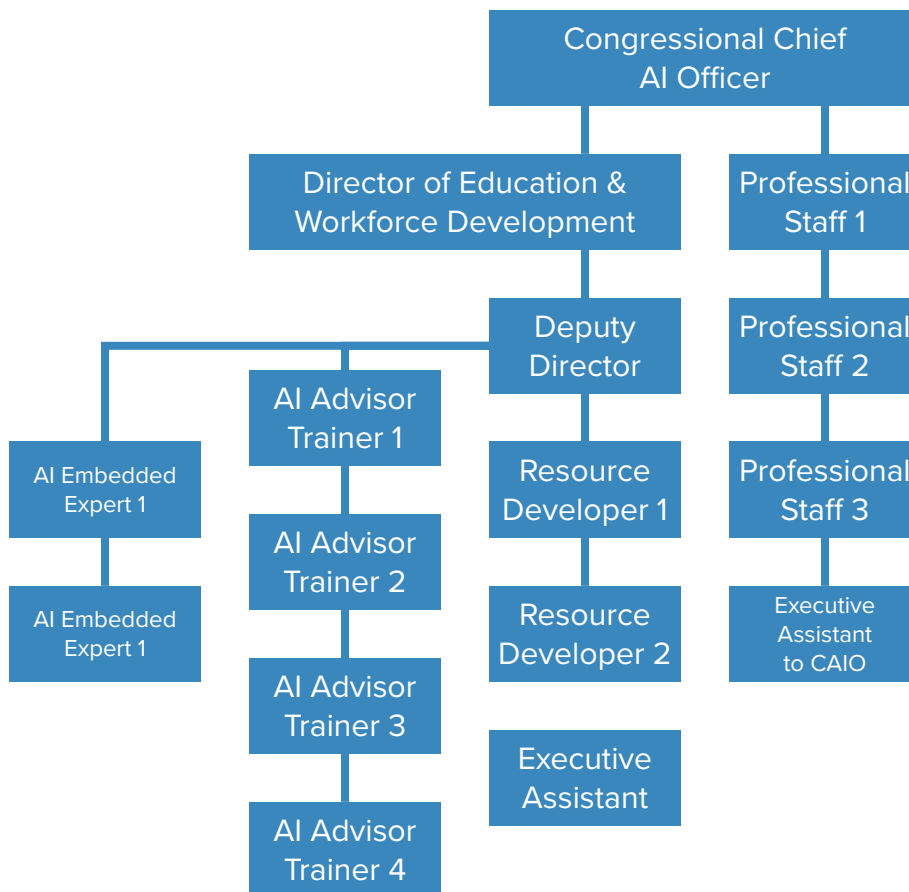 Congressional Chief
AI Officer
Director of Education &
Workforce Development
Professional
Staff 1
Deputy
Director
Professional
Staff 2
AI Advisor
Trainer 1
AI Embedded
Expert 1
Resource
Developer 1
Professional
Staff 3
AI Advisor
Trainer 2
AI Embedded
Expert 1
Resource
Developer 2
Executive
Assistant
to CAIO
AI Advisor
Trainer 3
Executive
Assistant
AI Advisor
Trainer 4